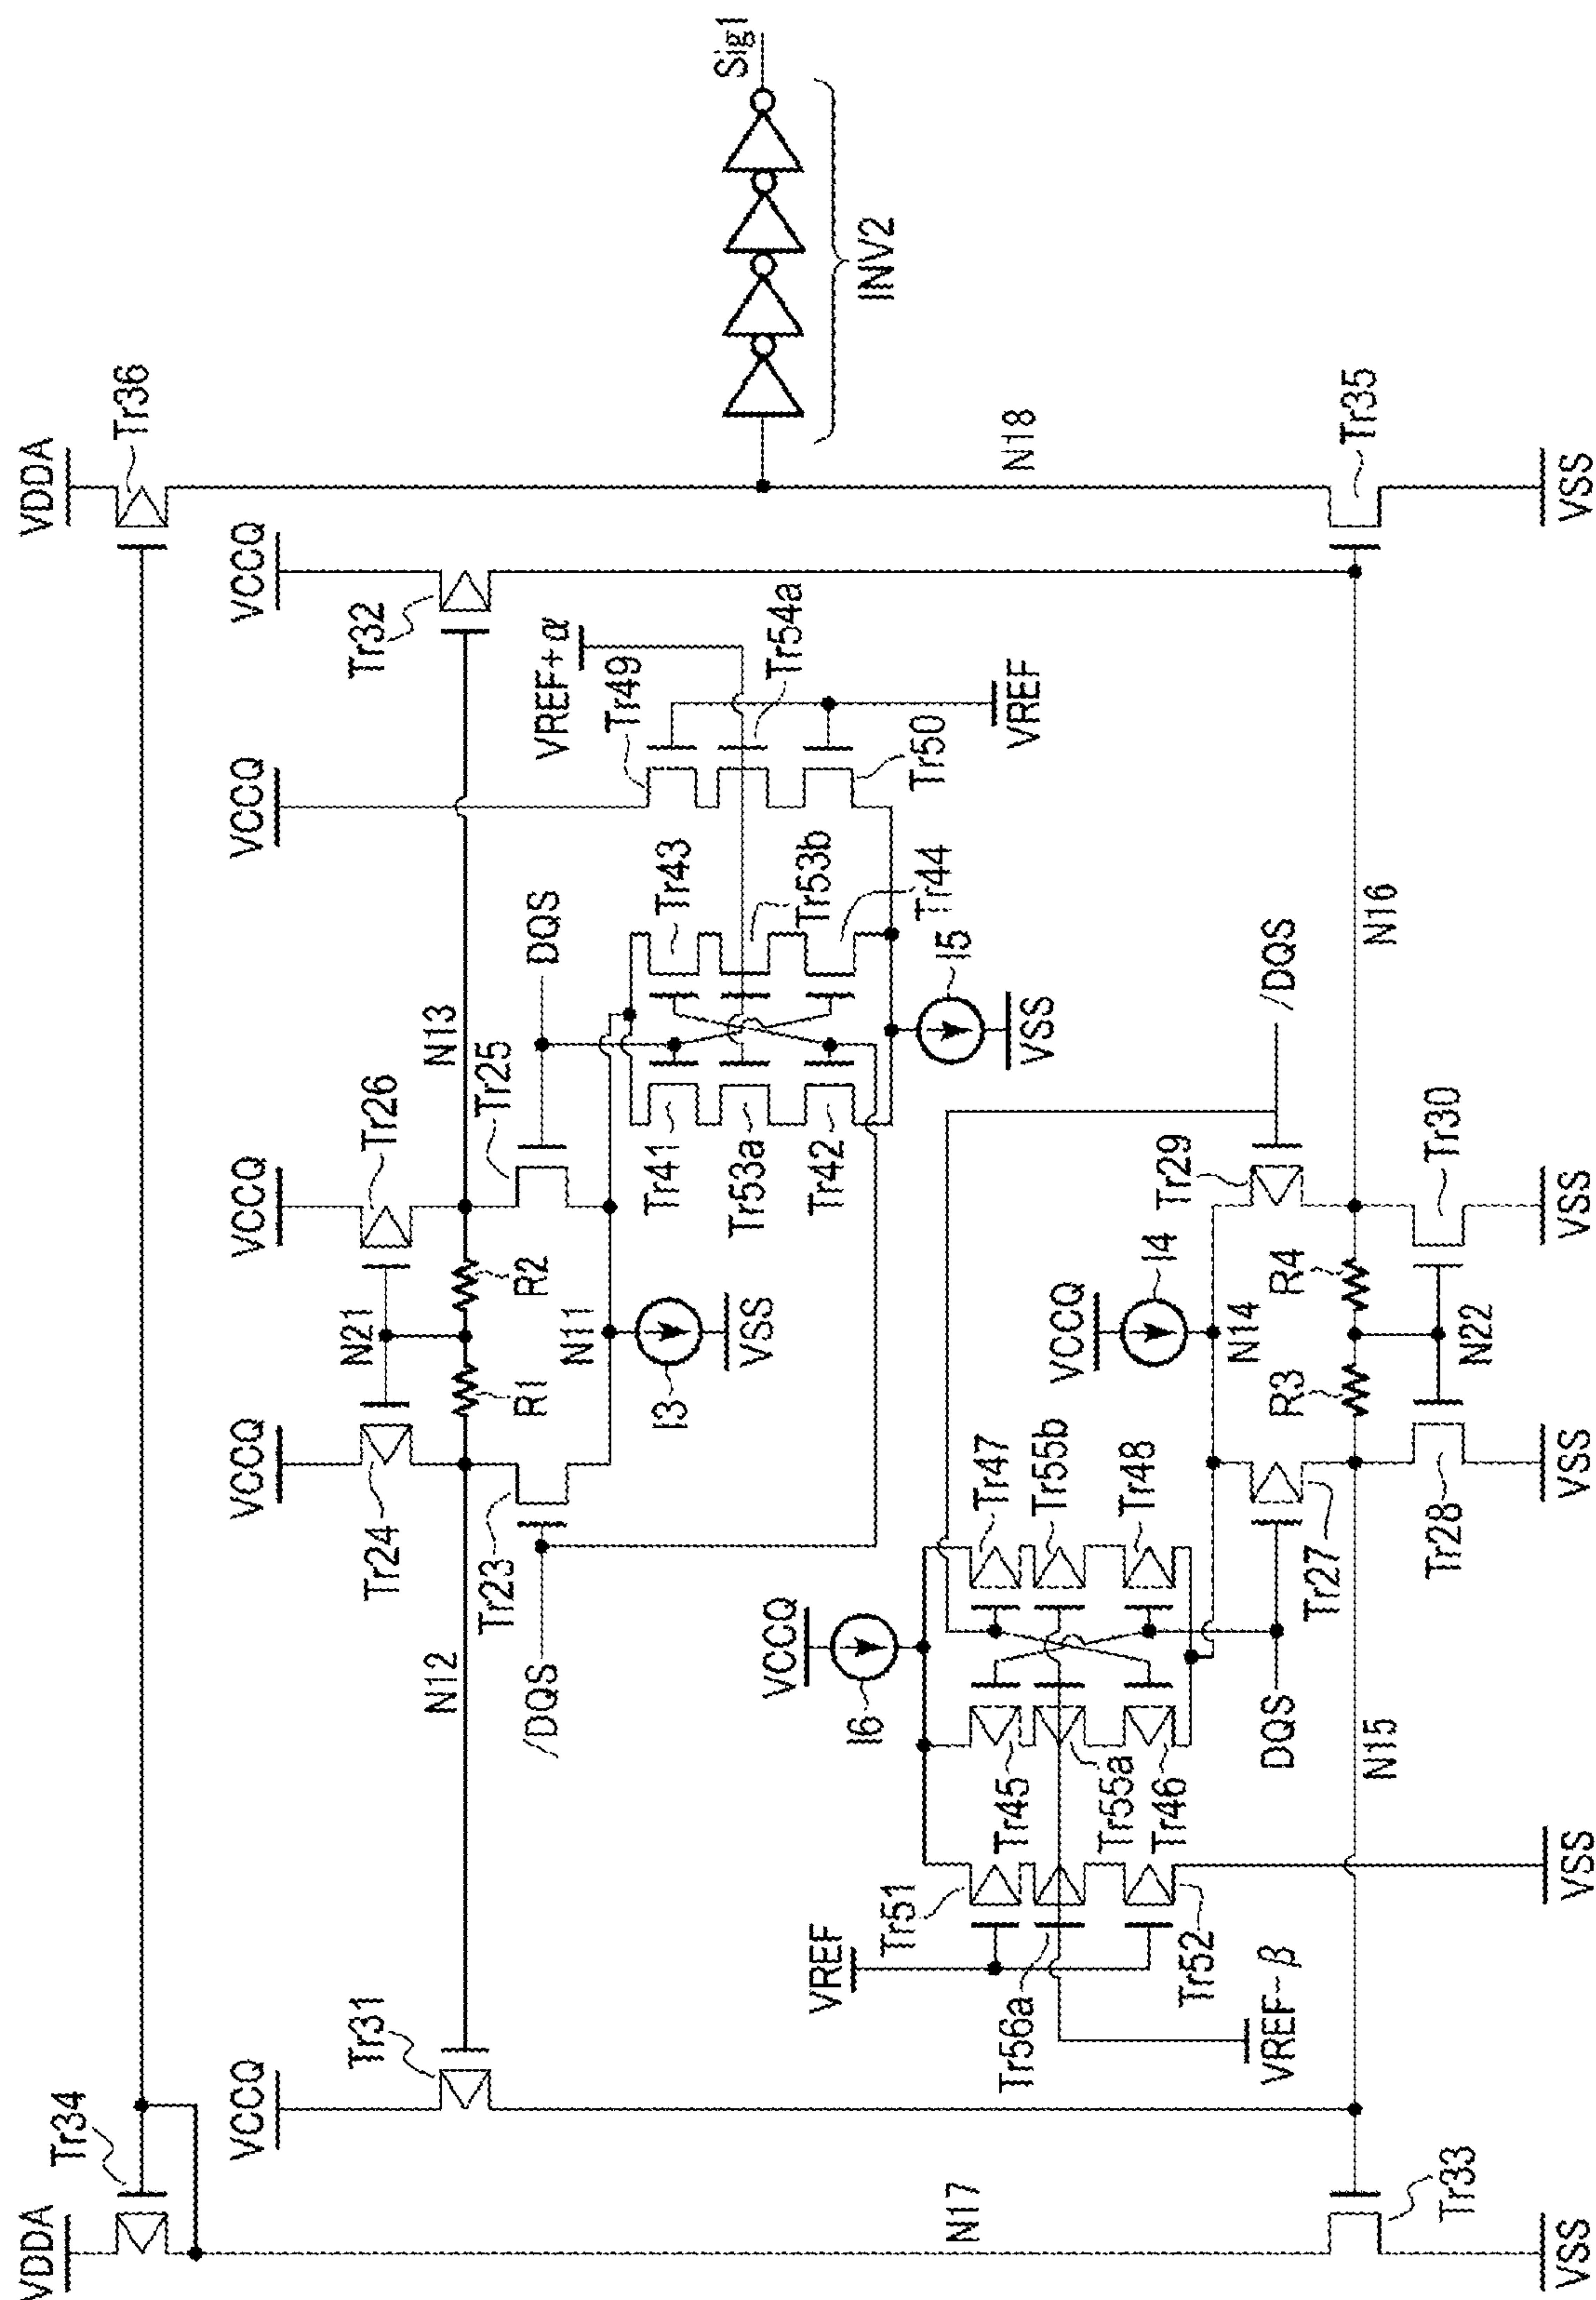 VDDA
Tr34
VDDA
Tr36
VCCQ
Tr31
VCCQ
Tr24
N21
VCCQ
Tr26
VCCQ
VCCQ
Tr32
N12
R1
R2
N13
/DQS
Tr23
N11
Tr25
DQS
I3
VSS
Tr41
Tr53a
Tr42
Tr43
Tr53b
Tr44
VREF+α
Tr49
Tr54a
Tr50
VREF
I5
VSS
Sig1
INV2
VCCQ
I6
VREF
Tr51
Tr56a
Tr52
VREF-β
Tr45
Tr55a
Tr46
Tr47
Tr55b
Tr48
VCCQ
I4
N14
Tr29
/DQS
DQS
Tr27
R3
R4
N15
N16
N17
N18
Tr33
Tr28
N22
Tr30
Tr35
VSS
VSS
VSS
VSS
VSS